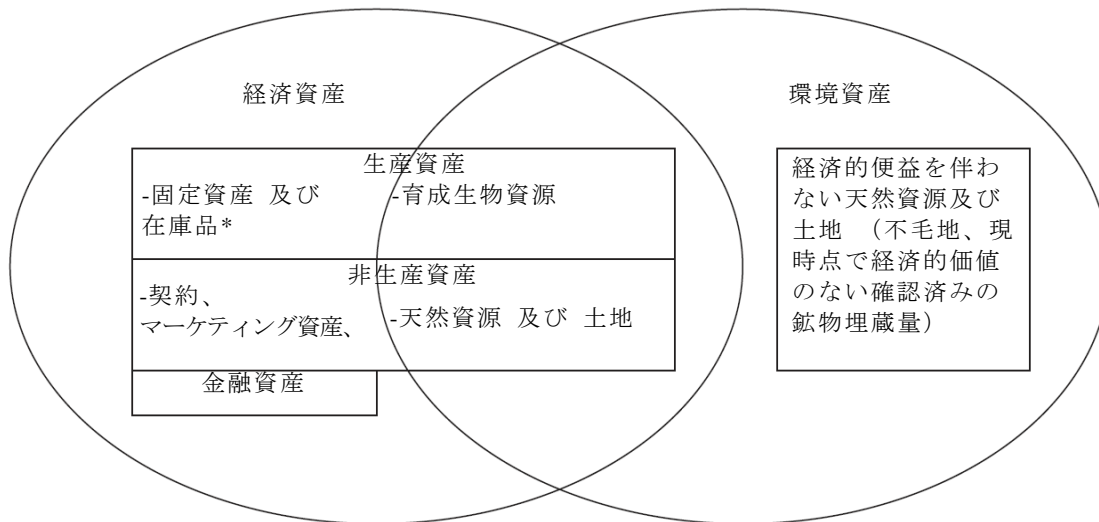 経済資産
環境資産
生産資産
-固定資産 及び
在庫品*
-育成生物資源
非生産資産
-契約、
マーケティング資産、
-天然資源 及び 土地
金融資産
経済的便益を伴わ
ない天然資源及び
土地 （不毛地、現
時点で経済的価値
のない確認済みの
鉱物埋蔵量）